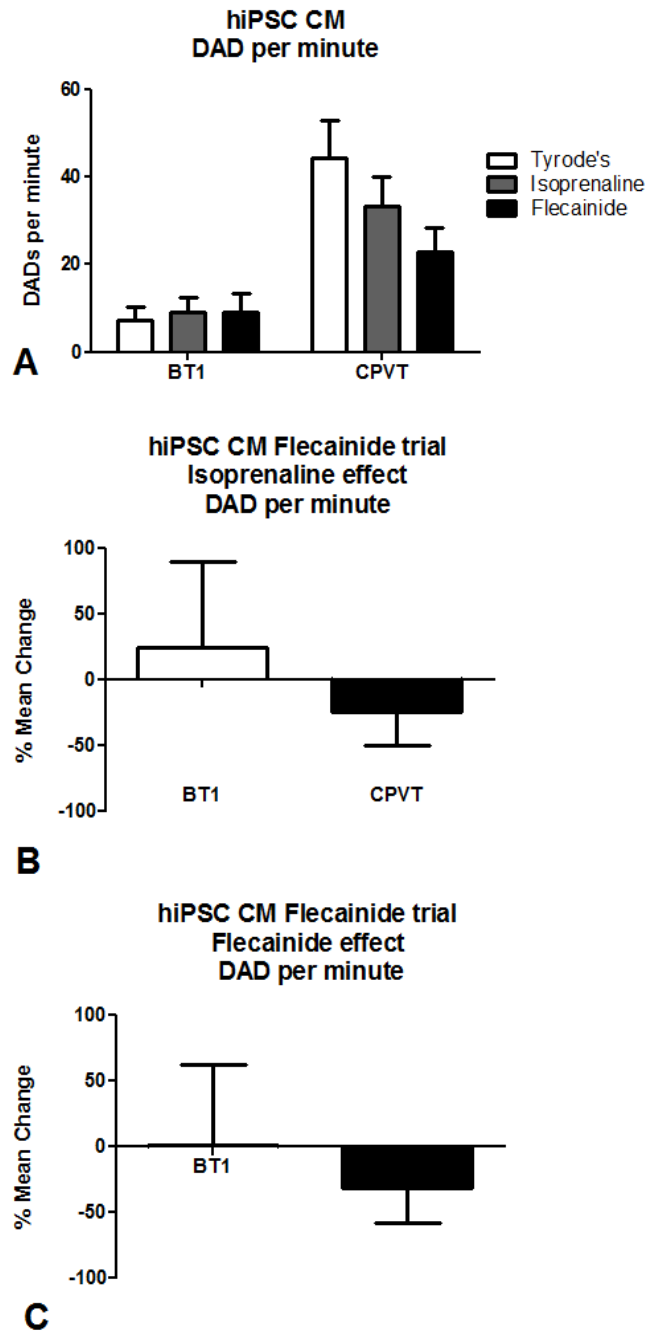 hiPSC CM
DAD per minute
60
40
20
0
DADs per minute
BT1
CPVT
Tyrode's
Isoprenaline
Flecainide
A
hiPSC CM Flecainide trial
Isoprenaline effect
DAD per minute
100
50
0
-50
-100
% Mean Change
BT1
CPVT
B
hiPSC CM Flecainide trial
Flecainide effect
DAD per minute
100
50
0
-50
-100
% Mean Change
BT1
C